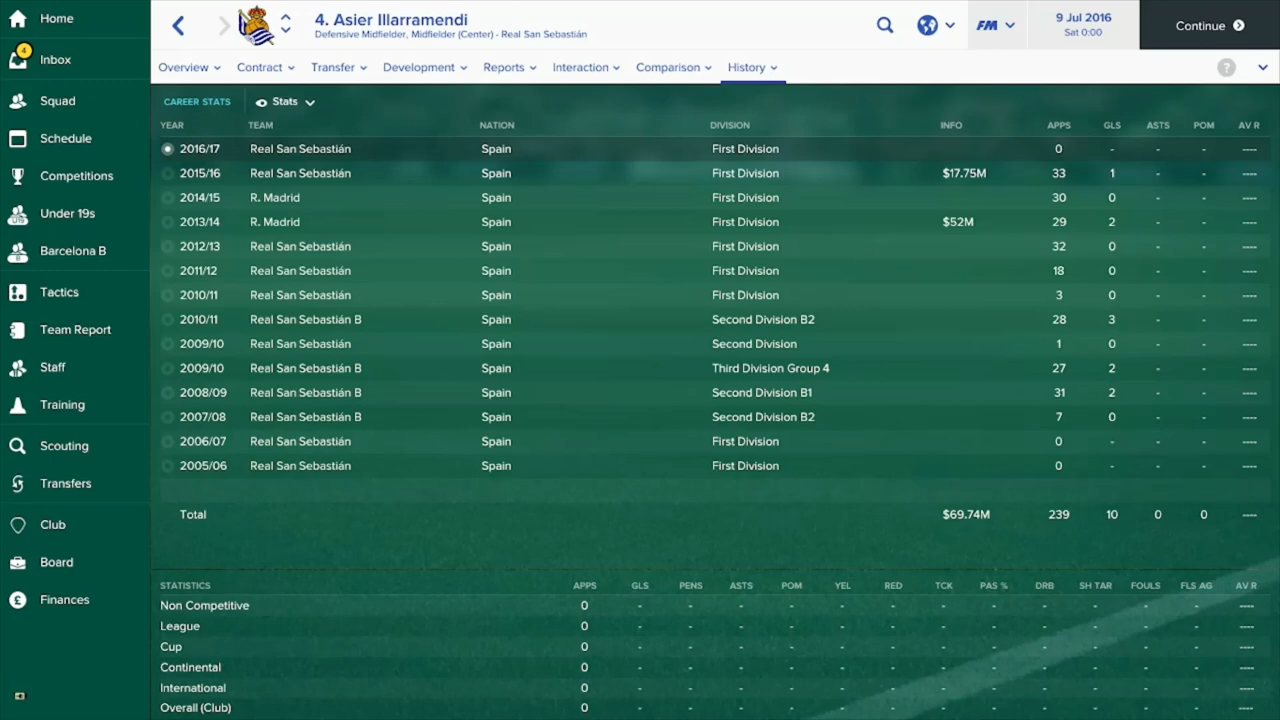 Home
4. Asier Illarramendi
Defensive Midfielder, Midfielder (Center) - Real San Sebastián
FM
9 Jul 2016
Sat 0:00
Continue
4
Inbox
Overview Contract Transfer Development Reports Interaction Comparison History ?
Squad
Schedule
Competitions
Under 19s
Barcelona B
Tactics
Team Report
Staff
Training
Scouting
Transfers
Club
Board
£ Finances
CAREER STATS Stats
YEAR TEAM NATION DIVISION INFO APPS GLS ASTS POM AV R
2016/17 Real San Sebastián Spain First Division 0 - - - ----
2015/16 Real San Sebastián Spain First Division $17.75M 33 1 - - ----
2014/15 R. Madrid Spain First Division 30 0 - - ----
2013/14 R. Madrid Spain First Division $52M 29 2 - - ----
2012/13 Real San Sebastián Spain First Division 32 0 - - ----
2011/12 Real San Sebastián Spain First Division 18 0 - - ----
2010/11 Real San Sebastián Spain First Division 3 0 - - ----
2010/11 Real San Sebastián B Spain Second Division B2 28 3 - - ----
2009/10 Real San Sebastián Spain Second Division 1 0 - - ----
2009/10 Real San Sebastián B Spain Third Division Group 4 27 2 - - ----
2008/09 Real San Sebastián B Spain Second Division B1 31 2 - - ----
2007/08 Real San Sebastián B Spain Second Division B2 7 0 - - ----
2006/07 Real San Sebastián Spain First Division 0 - - - ----
2005/06 Real San Sebastián Spain First Division 0 - - - ----
Total $69.74M 239 10 0 0 ----
STATISTICS APPS GLS PENS ASTS POM YEL RED TCK PAS % DRB SH TAR FOULS FLS AG AV R
Non Competitive 0 - - - - - - - - - - - - ----
League 0 - - - - - - - - - - - - ----
Cup 0 - - - - - - - - - - - - ----
Continental 0 - - - - - - - - - - - - ----
International 0 - - - - - - - - - - - - ----
Overall (Club) 0 - - - - - - - - - - - - ----